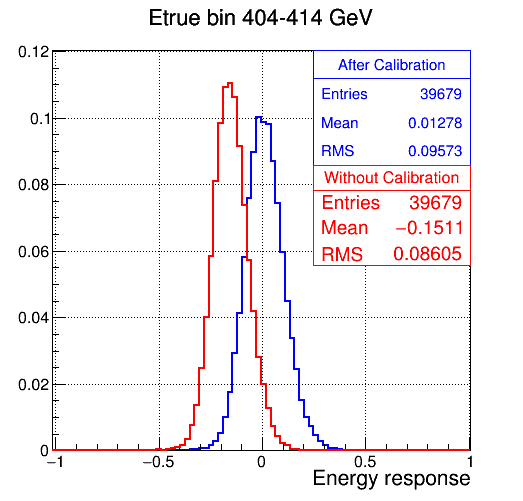 Etrue bin 404-414 GeV
0.12
0.1
0.08
0.06
0.04
0.02
0
After Calibration
Entries 39679
Mean 0.01278
RMS 0.09573
Without Calibration
Entries 39679
Mean −0.1511
RMS 0.08605
−1 −0.5 0 0.5 1
Energy response